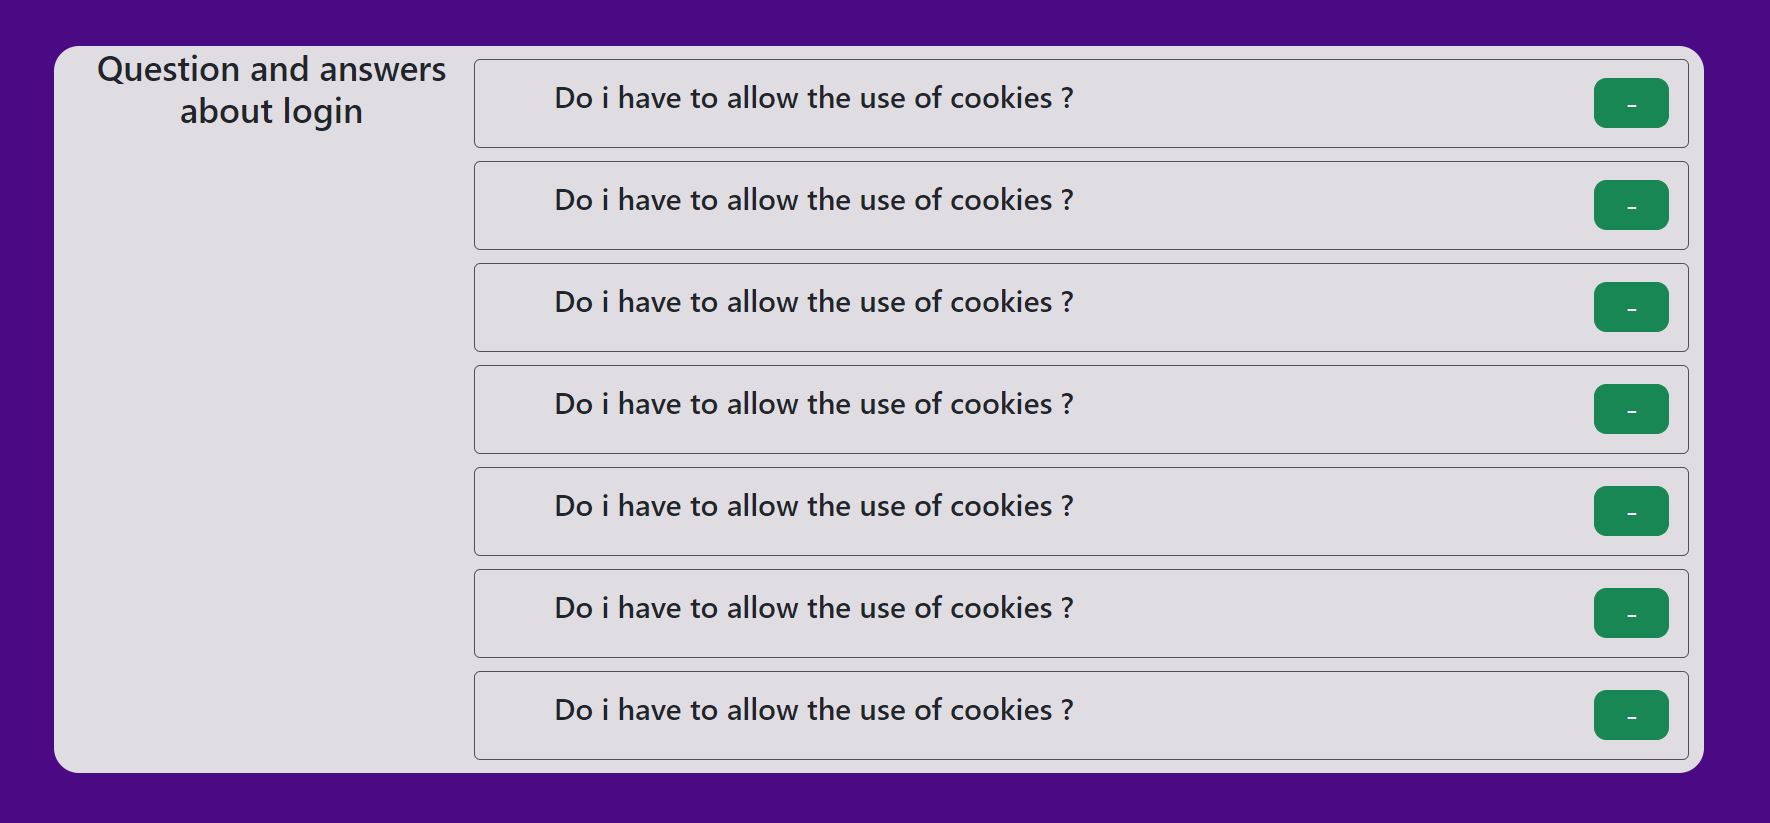 Question and answers
about login
Do i have to allow the use of cookies ?
-
Do i have to allow the use of cookies ?
-
Do i have to allow the use of cookies ?
-
Do i have to allow the use of cookies ?
-
Do i have to allow the use of cookies ?
-
Do i have to allow the use of cookies ?
-
Do i have to allow the use of cookies ?
-